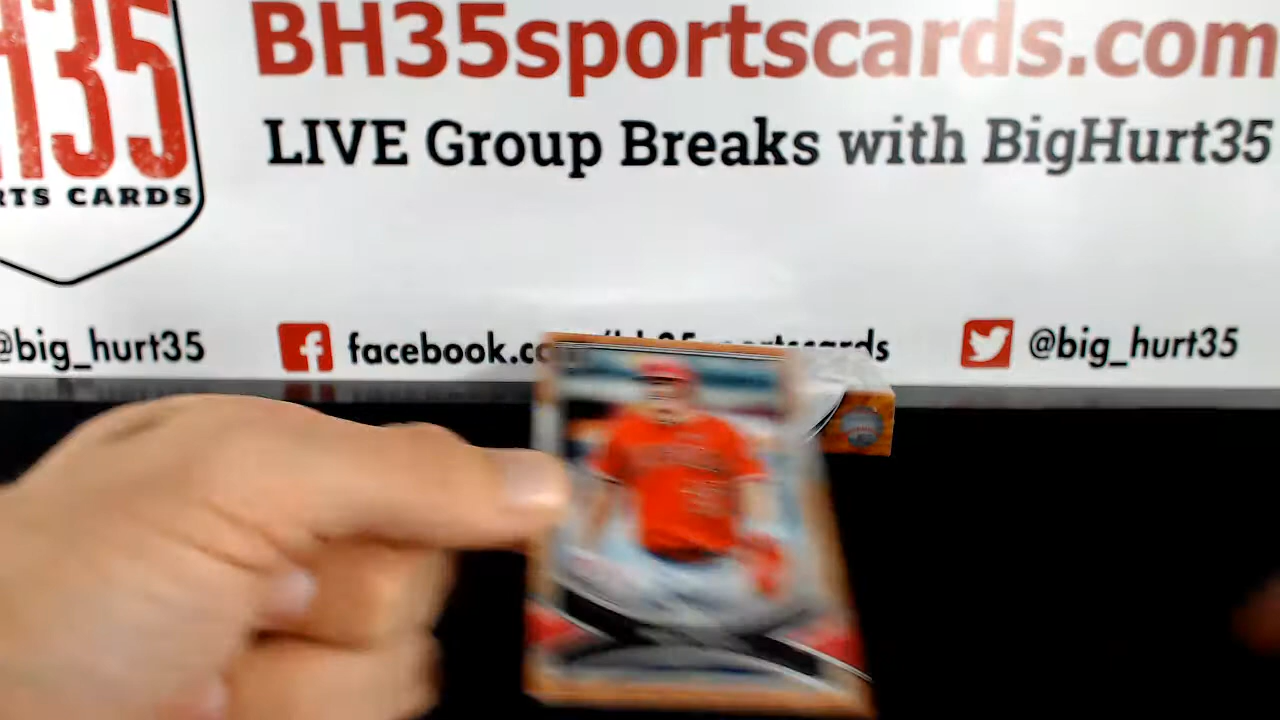 BH35sportscards.com
LIVE Group Breaks with BigHurt35
H35
RTS CARDS
@big_hurt35
facebook.co
@big_hurt35